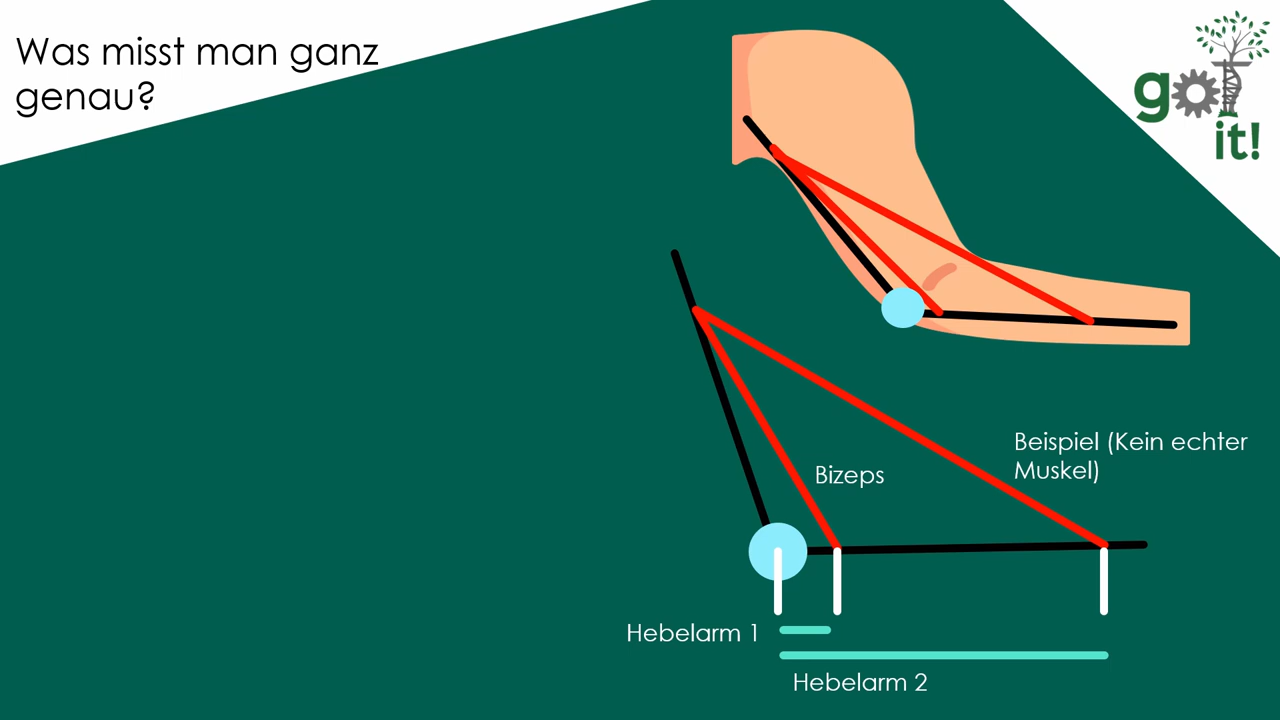 Was misst man ganz
genau?
go it!
Beispiel (Kein echter
Muskel)
Bizeps
Hebelarm 1
Hebelarm 2